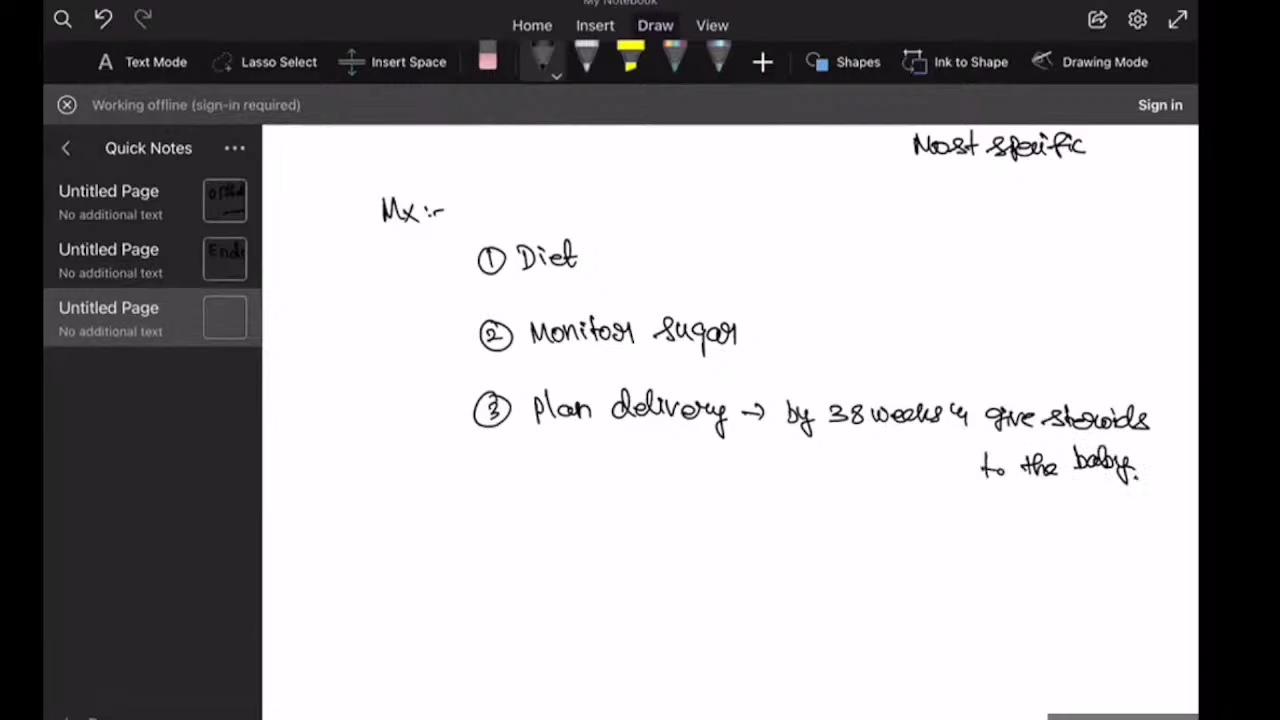 My Notebook
Home Insert Draw View
Text Mode Lasso Select Insert Space Shapes Ink to Shape Drawing Mode
Working offline (sign-in required) Sign in
Quick Notes
Untitled Page
No additional text
Untitled Page
No additional text
Untitled Page
No additional text
Most specific
Mx :-
① Diet
② Monitor sugar
③ Plan delivery → by 38 weeks give steroids
to the baby.